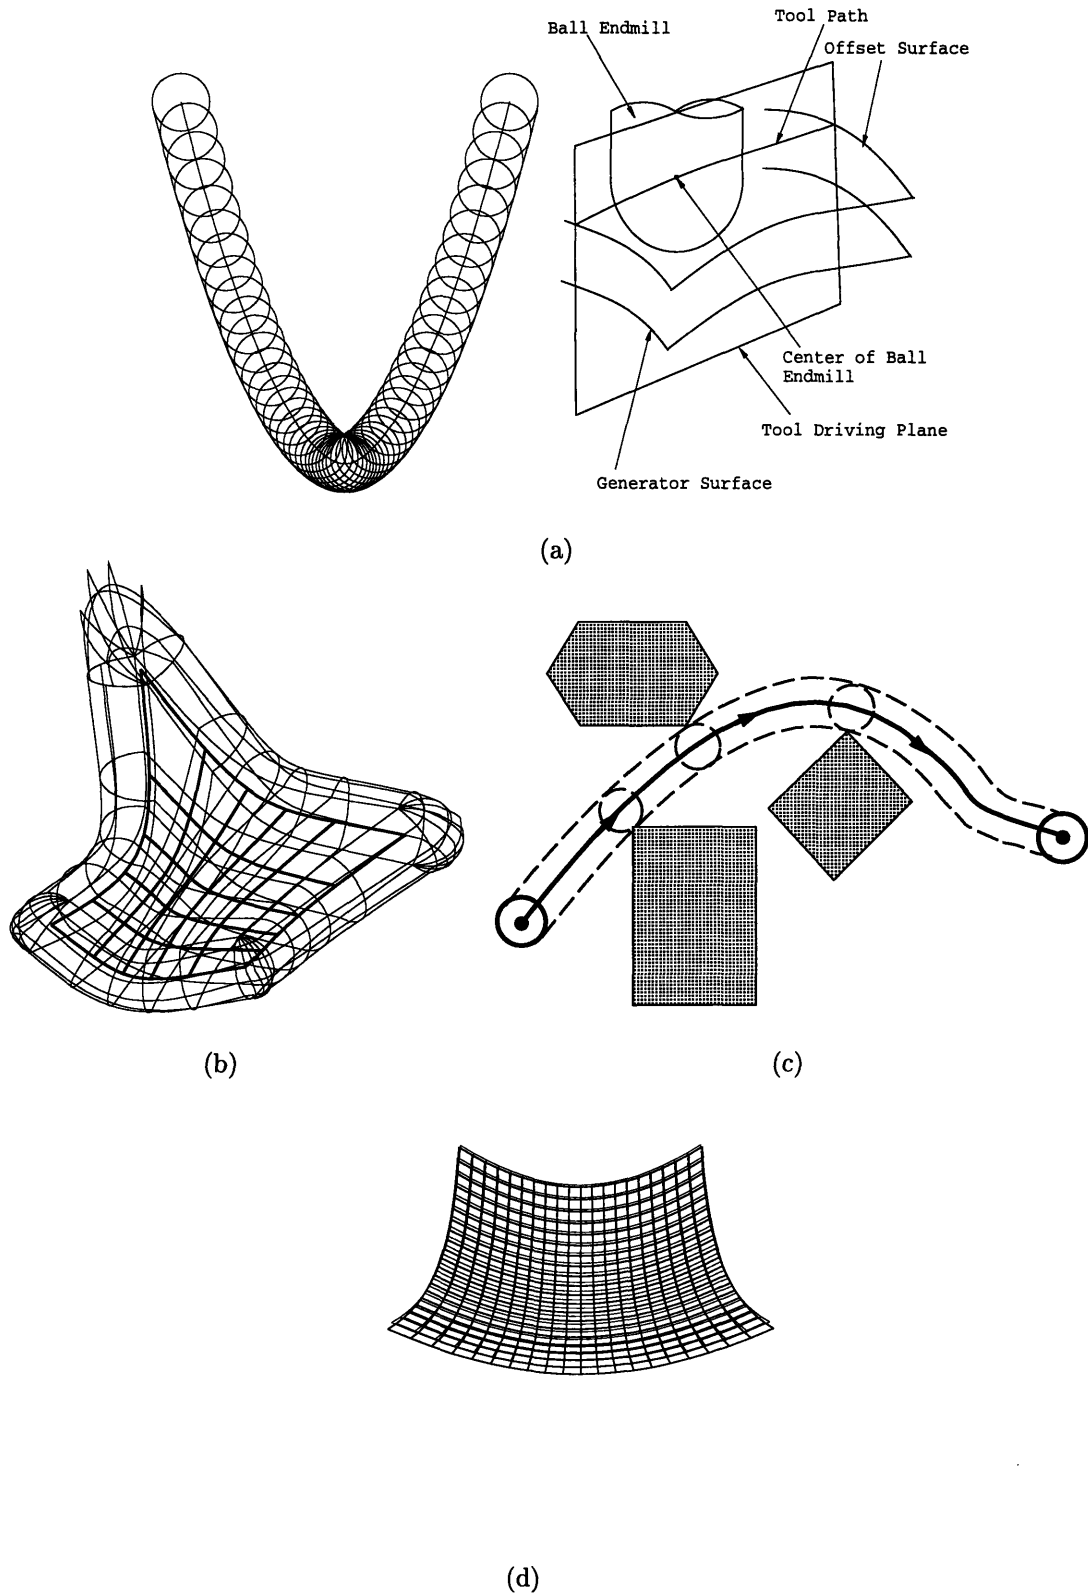 Ball Endmill
Tool Path
Offset Surface
Center of Ball
Endmill
Tool Driving Plane
Generator Surface
(a)
(b)
(c)
(d)